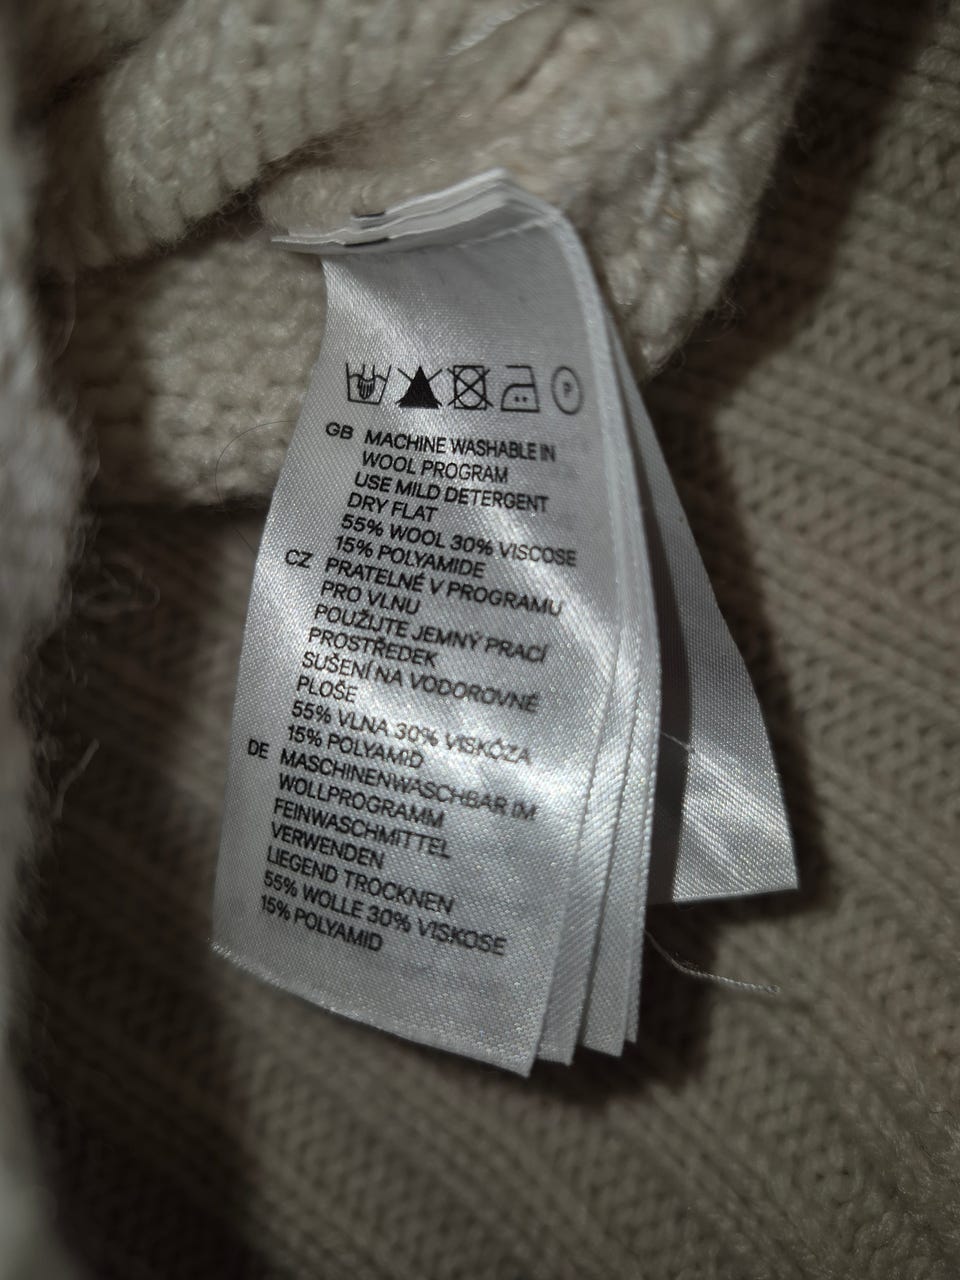 P
GB MACHINE WASHABLE IN
WOOL PROGRAM
USE MILD DETERGENT
DRY FLAT
55% WOOL 30% VISCOSE
15% POLYAMIDE
CZ PRATELNÉ V PROGRAMU
PRO VLNU
POUŽIJTE JEMNÝ PRACÍ
PROSTŘEDEK
SUŠENÍ NA VODOROVNÉ
PLOŠE
55% VLNA 30% VISKÓZA
15% POLYAMID
DE MASCHINENWASCHBAR IM
WOLLPROGRAMM
FEINWASCHMITTEL
VERWENDEN
LIEGEND TROCKNEN
55% WOLLE 30% VISKOSE
15% POLYAMID